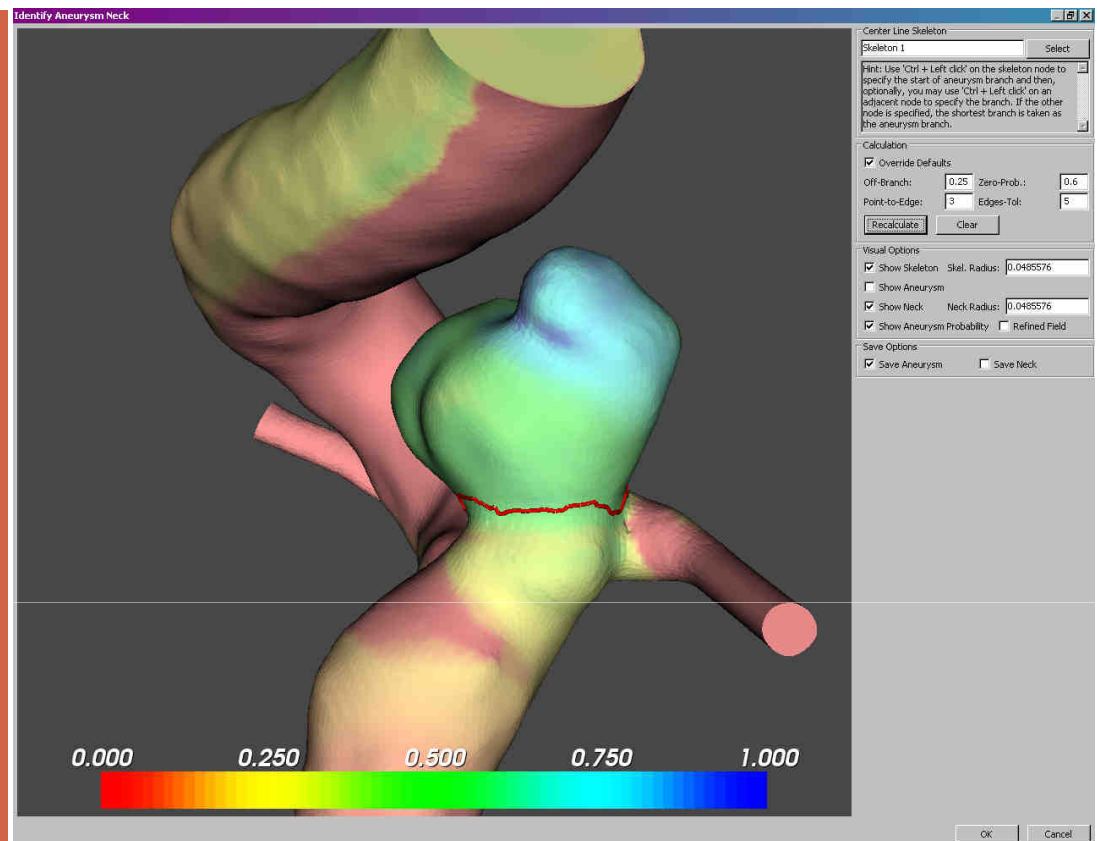 Identify Aneurysm Neck
Center Line Skeleton
Skeleton 1 Select
Hint: Use 'Ctrl + Left click' on the skeleton node to
specify the start of aneurysm branch and then,
optionally, you may use 'Ctrl + Left click' on an
adjacent node to specify the branch. If the other
node is specified, the shortest branch is taken as
the aneurysm branch.
Calculation
Override Defaults
Off-Branch: 0.25 Zero-Prob.: 0.6
Point-to-Edge: 3 Edges-Tol: 5
Recalculate Clear
Visual Options
Show Skeleton Skel. Radius: 0.0485576
Show Aneurysm
Show Neck Neck Radius: 0.0485576
Show Aneurysm Probability Refined Field
Save Options
Save Aneurysm Save Neck
0.000 0.250 0.500 0.750 1.000
OK Cancel